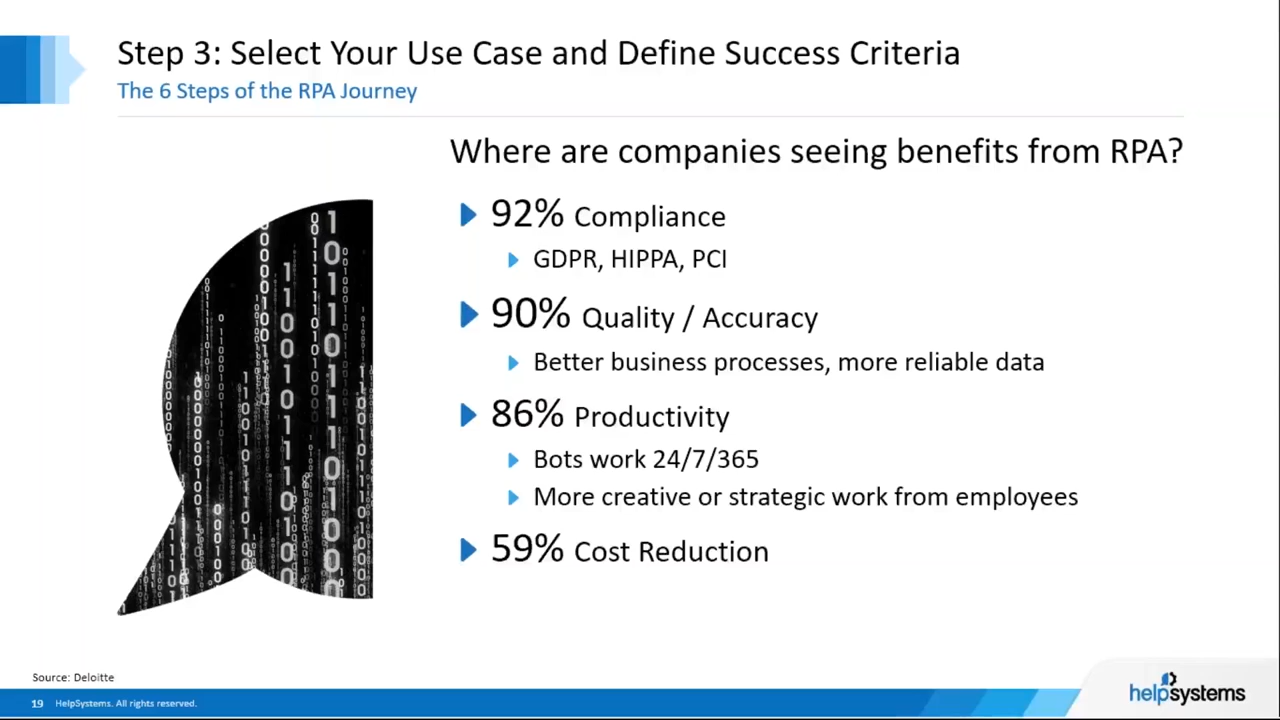 Step 3: Select Your Use Case and Define Success Criteria
The 6 Steps of the RPA Journey
Where are companies seeing benefits from RPA?
92% Compliance
GDPR, HIPPA, PCI
90% Quality / Accuracy
Better business processes, more reliable data
86% Productivity
Bots work 24/7/365
More creative or strategic work from employees
59% Cost Reduction
Source: Deloitte
19 HelpSystems. All rights reserved.
helpsystems